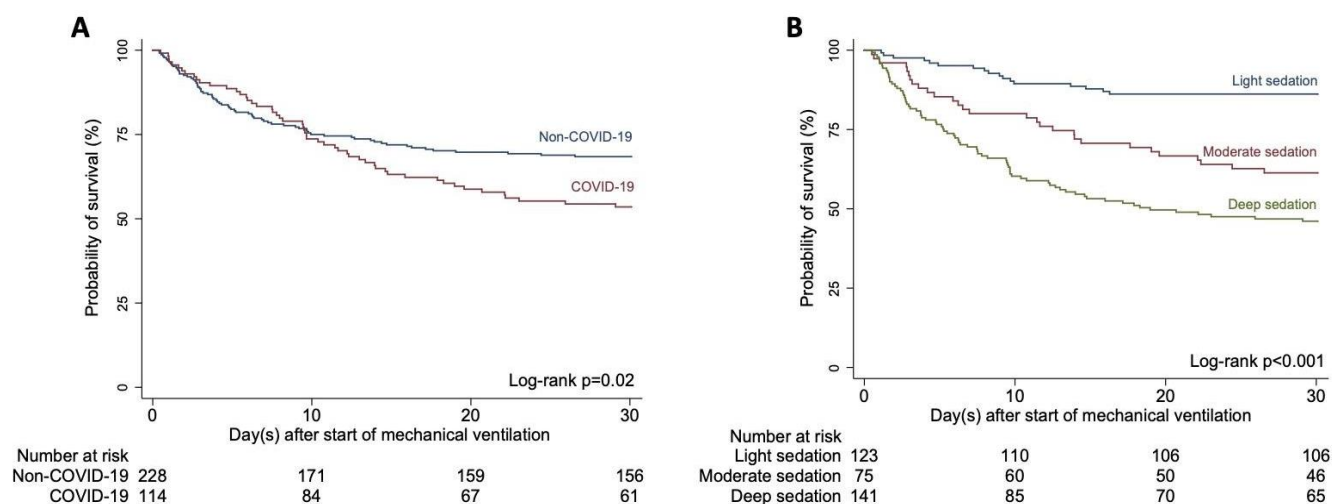 A
Probability of survival (%)
100
75
50
25
0
Non-COVID-19
COVID-19
Log-rank p=0.02
0 10 20 30
Day(s) after start of mechanical ventilation
Number at risk
Non-COVID-19 228 171 159 156
COVID-19 114 84 67 61
B
Probability of survival (%)
100
75
50
25
0
Light sedation
Moderate sedation
Deep sedation
Log-rank p<0.001
0 10 20 30
Day(s) after start of mechanical ventilation
Number at risk
Light sedation 123 110 106 106
Moderate sedation 75 60 50 46
Deep sedation 141 85 70 65